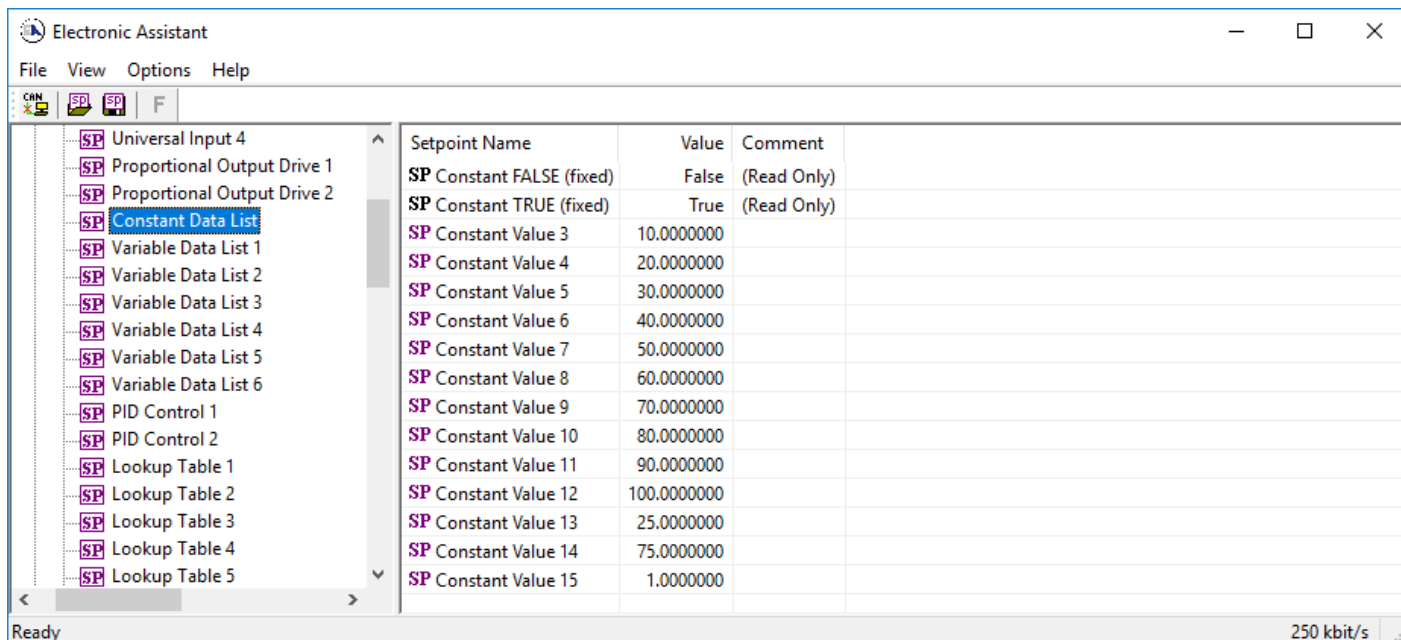 Electronic Assistant
File View Options Help
CAN SP SP F
SP Universal Input 4
SP Proportional Output Drive 1
SP Proportional Output Drive 2
SP Constant Data List
SP Variable Data List 1
SP Variable Data List 2
SP Variable Data List 3
SP Variable Data List 4
SP Variable Data List 5
SP Variable Data List 6
SP PID Control 1
SP PID Control 2
SP Lookup Table 1
SP Lookup Table 2
SP Lookup Table 3
SP Lookup Table 4
SP Lookup Table 5
Setpoint Name Value Comment
SP Constant FALSE (fixed) False (Read Only)
SP Constant TRUE (fixed) True (Read Only)
SP Constant Value 3 10.0000000
SP Constant Value 4 20.0000000
SP Constant Value 5 30.0000000
SP Constant Value 6 40.0000000
SP Constant Value 7 50.0000000
SP Constant Value 8 60.0000000
SP Constant Value 9 70.0000000
SP Constant Value 10 80.0000000
SP Constant Value 11 90.0000000
SP Constant Value 12 100.0000000
SP Constant Value 13 25.0000000
SP Constant Value 14 75.0000000
SP Constant Value 15 1.0000000
Ready 250 kbit/s